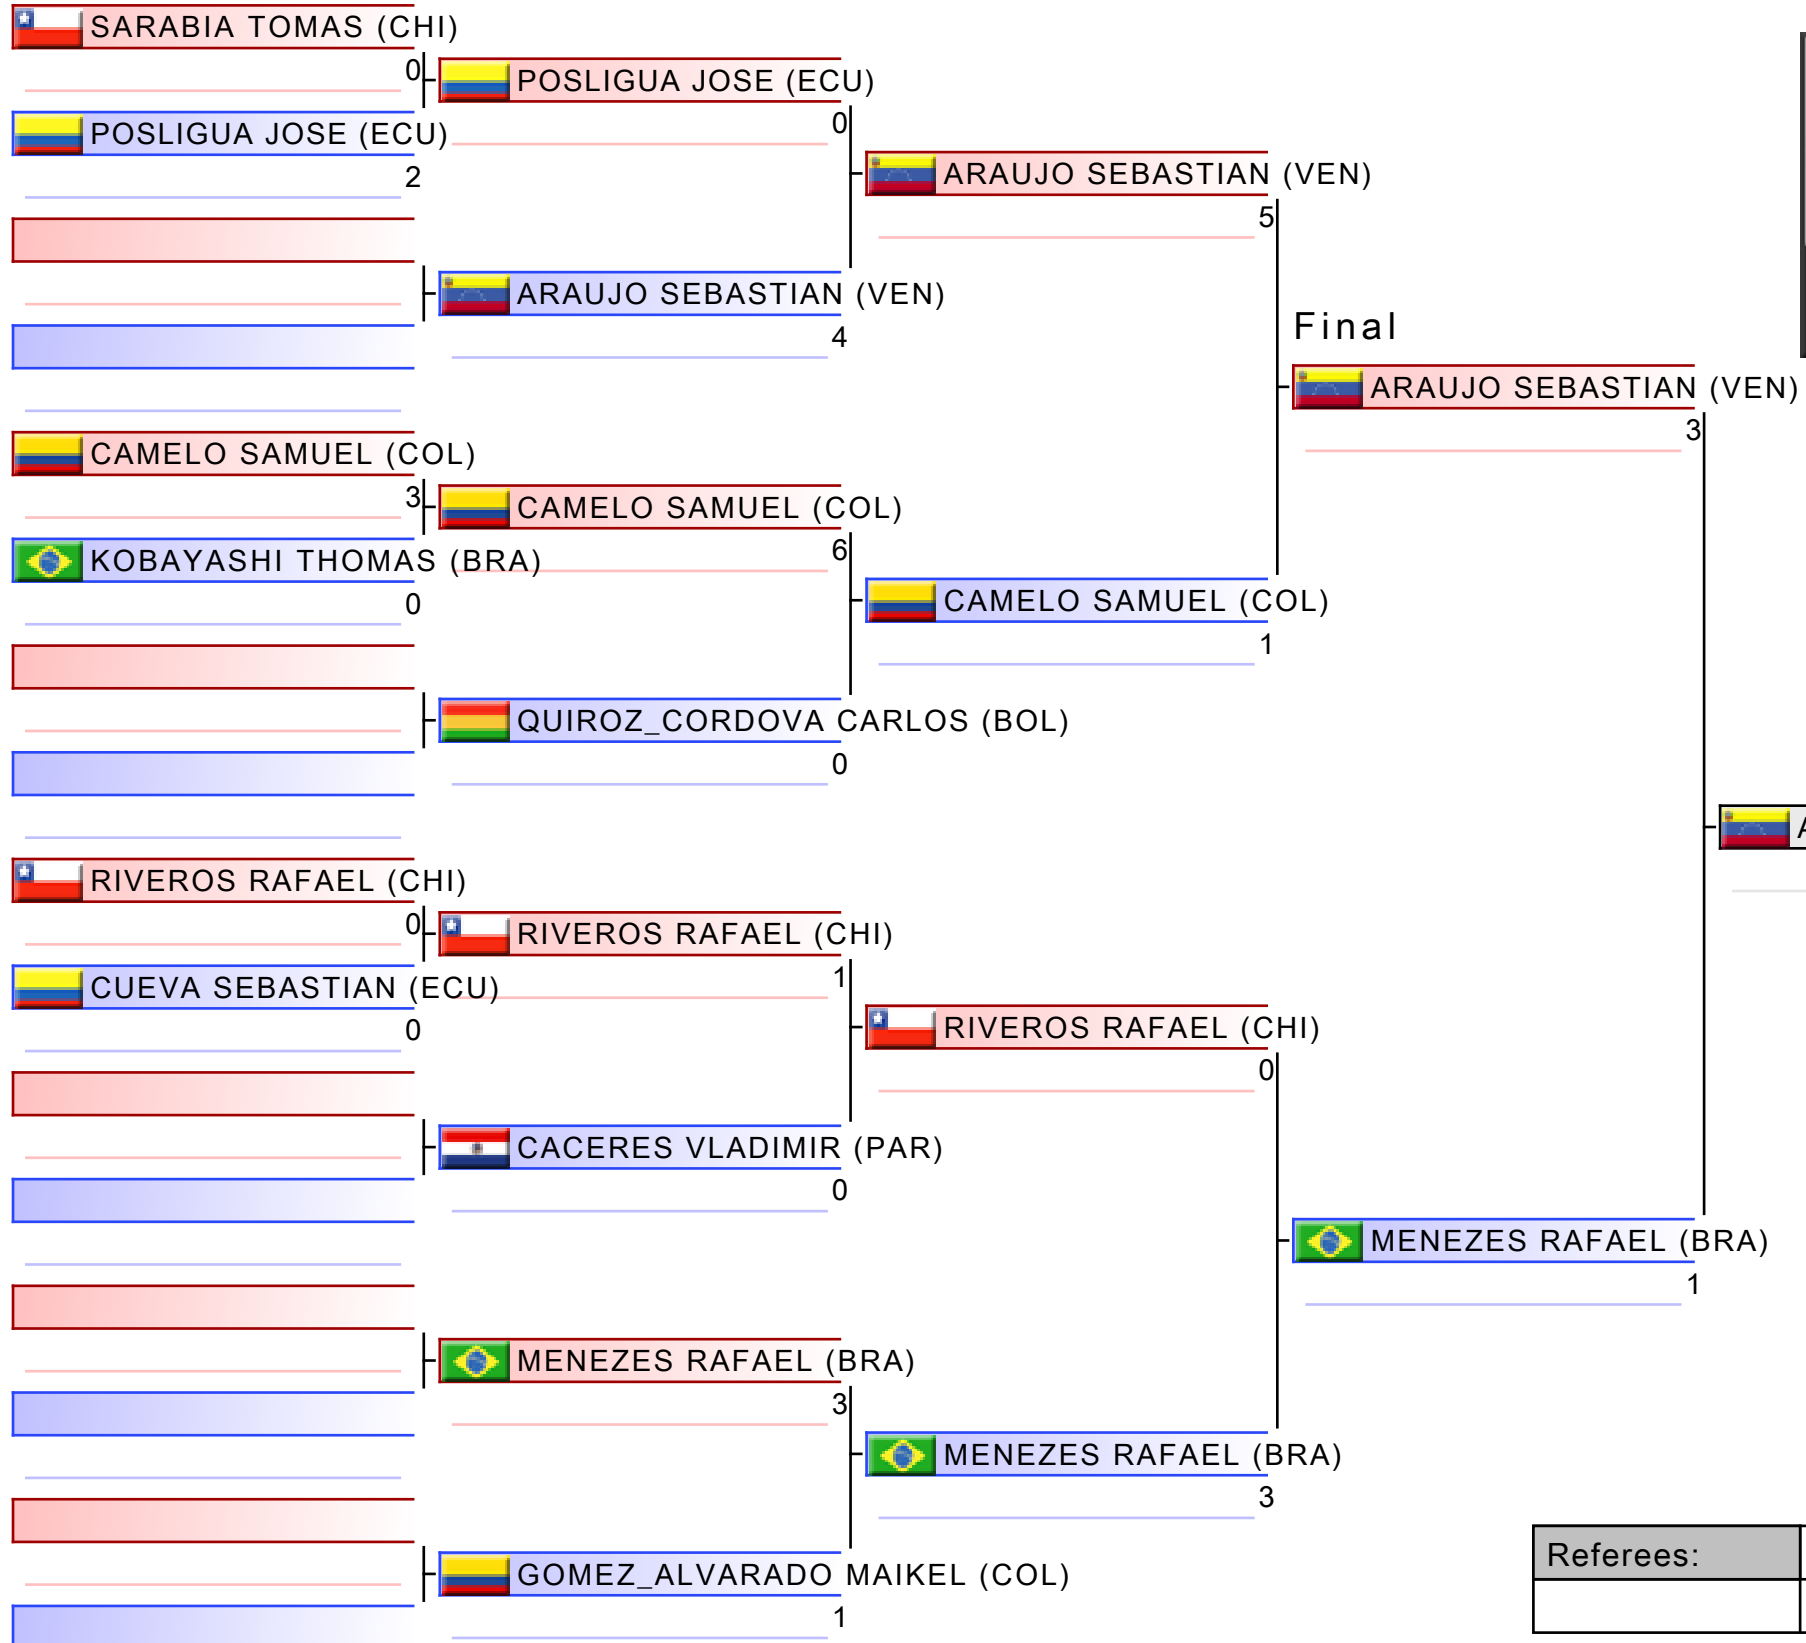 SARABIA TOMAS (CHI)
0
POSLIGUA JOSE (ECU)
2
CAMELO SAMUEL (COL)
3
KOBAYASHI THOMAS (BRA)
0
RIVEROS RAFAEL (CHI)
0
CUEVA SEBASTIAN (ECU)
0
POSLIGUA JOSE (ECU)
0
ARAUJO SEBASTIAN (VEN)
4
CAMELO SAMUEL (COL)
6
QUIROZ_CORDOVA CARLOS (BOL)
0
RIVEROS RAFAEL (CHI)
1
CACERES VLADIMIR (PAR)
0
MENEZES RAFAEL (BRA)
3
GOMEZ_ALVARADO MAIKEL (COL)
1
ARAUJO SEBASTIAN (VEN)
5
CAMELO SAMUEL (COL)
1
RIVEROS RAFAEL (CHI)
0
MENEZES RAFAEL (BRA)
3
Final
ARAUJO SEBASTIAN (VEN)
3
MENEZES RAFAEL (BRA)
1
Referees: